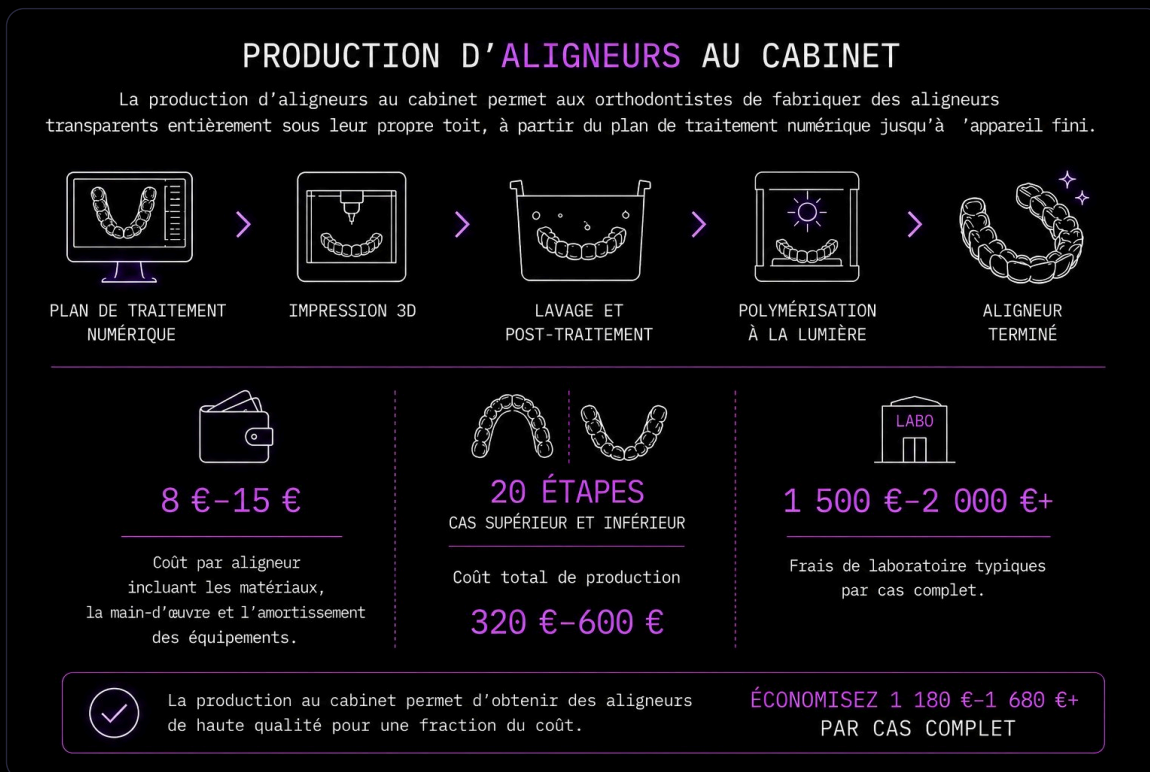 PRODUCTION D’ALIGNEURS AU CABINET
La production d’aligneurs au cabinet permet aux orthodontistes de fabriquer des aligneurs
transparents entièrement sous leur propre toit, à partir du plan de traitement numérique jusqu’à ’appareil fini.
PLAN DE TRAITEMENT
NUMÉRIQUE
IMPRESSION 3D
LAVAGE ET
POST-TRAITEMENT
POLYMÉRISATION
À LA LUMIÈRE
ALIGNEUR
TERMINÉ
8 €–15 €
Coût par aligneur
incluant les matériaux,
la main-d’œuvre et l’amortissement
des équipements.
20 ÉTAPES
CAS SUPÉRIEUR ET INFÉRIEUR
Coût total de production
320 €–600 €
LABO
1 500 €–2 000 €+
Frais de laboratoire typiques
par cas complet.
La production au cabinet permet d’obtenir des aligneurs
de haute qualité pour une fraction du coût.
ÉCONOMISEZ 1 180 €–1 680 €+
PAR CAS COMPLET